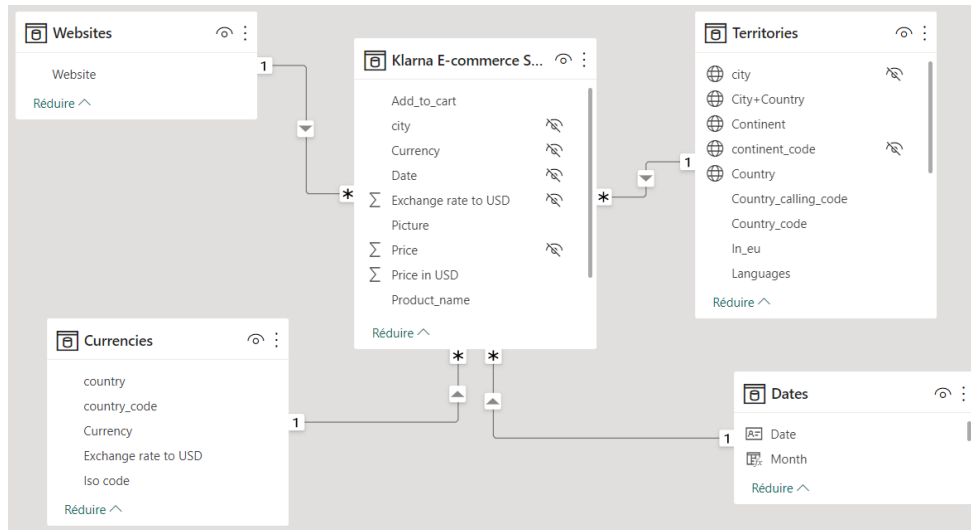 Websites
Website
Réduire
1
*
Klarna E-commerce S...
Add_to_cart
city
Currency
Date
Σ Exchange rate to USD
Picture
Σ Price
Σ Price in USD
Product_name
Réduire
*
1
Territories
city
City+Country
Continent
continent_code
Country
Country_calling_code
Country_code
In_eu
Languages
Réduire
Currencies
country
country_code
Currency
Exchange rate to USD
Iso code
Réduire
1
*
*
1
Dates
Date
Month
Réduire